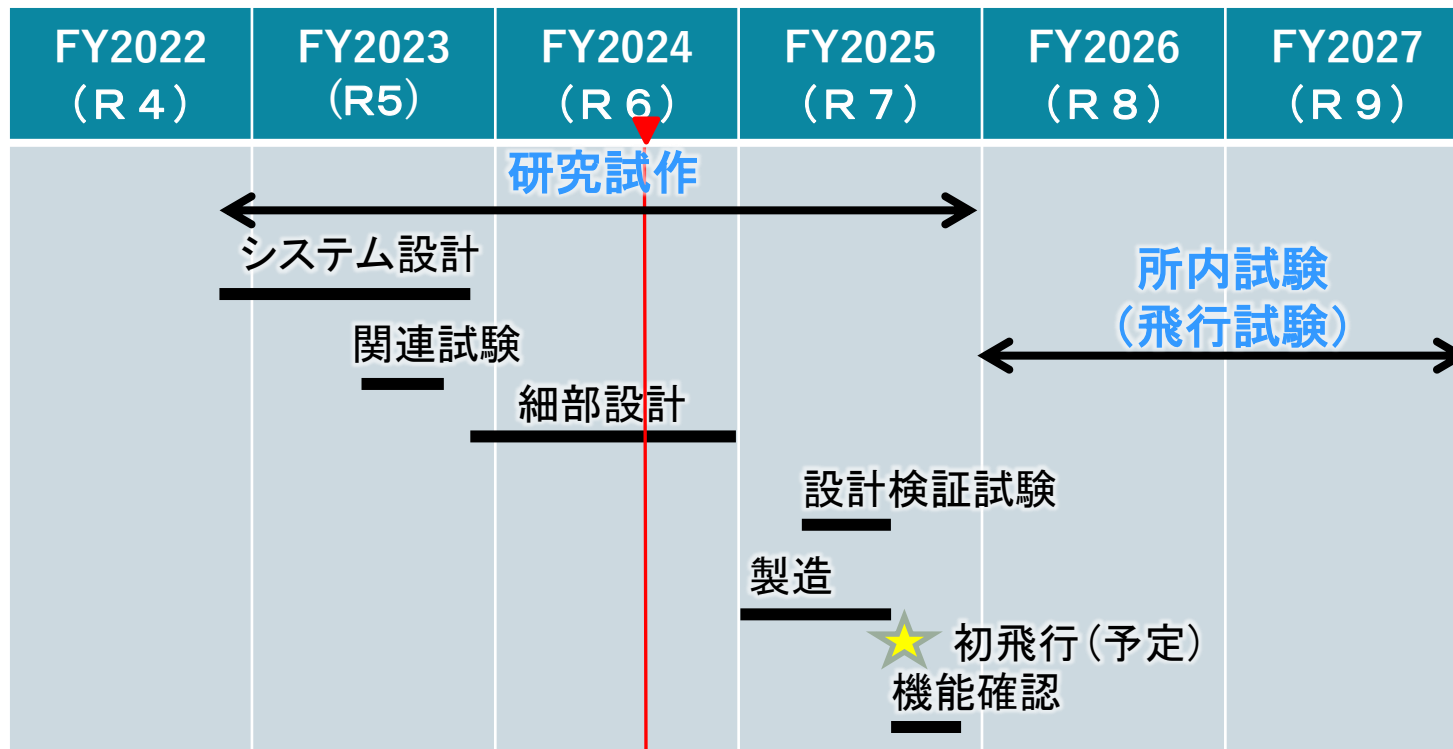 FY2022
（Ｒ４）
FY2023
(R5)
FY2024
（Ｒ６）
FY2025
（Ｒ７）
FY2026
（Ｒ８）
FY2027
（Ｒ９）
研究試作
システム設計
所内試験
（飛行試験）
関連試験
細部設計
設計検証試験
製造
初飛行（予定）
機能確認